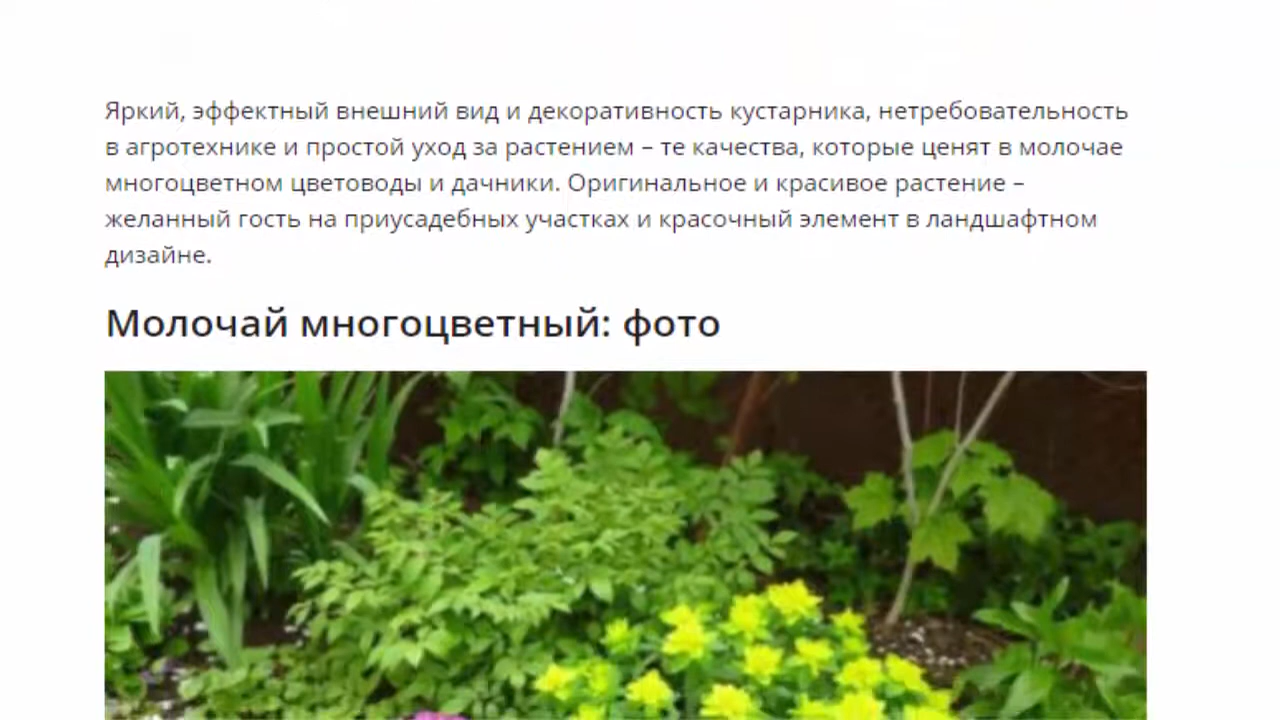 Яркий, эффектный внешний вид и декоративность кустарника, нетребовательность
в агротехнике и простой уход за растением – те качества, которые ценят в молочае
многоцветном цветоводы и дачники. Оригинальное и красивое растение –
желанный гость на приусадебных участках и красочный элемент в ландшафтном
дизайне.
Молочай многоцветный: фото